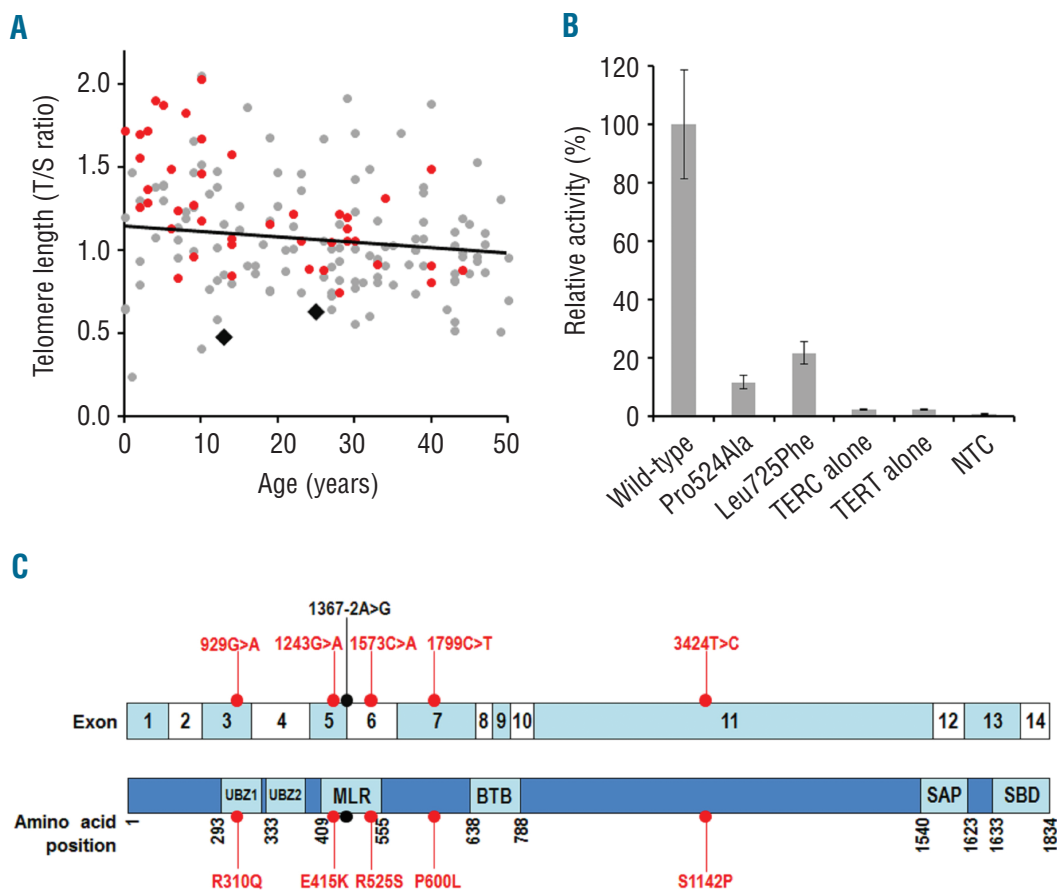 A
Telomere length (T/S ratio)
2.0
1.5
1.0
0.5
0.0
0 10 20 30 40 50
Age (years)
B
Relative activity (%)
120
100
80
60
40
20
0
Wild-type
Pro524Ala
Leu725Phe
TERC alone
TERT alone
NTC
C
1367-2A>G
929G>A 1243G>A 1573C>A 1799C>T 3424T>C
Exon 1 2 3 4 5 6 7 8 9 10 11 12 13 14
UBZ1 UBZ2 MLR BTB SAP SBD
Amino acid
position
1 293 333 409 555 638 788 1540 1623 1633 1834
R310Q E415K R525S P600L S1142P